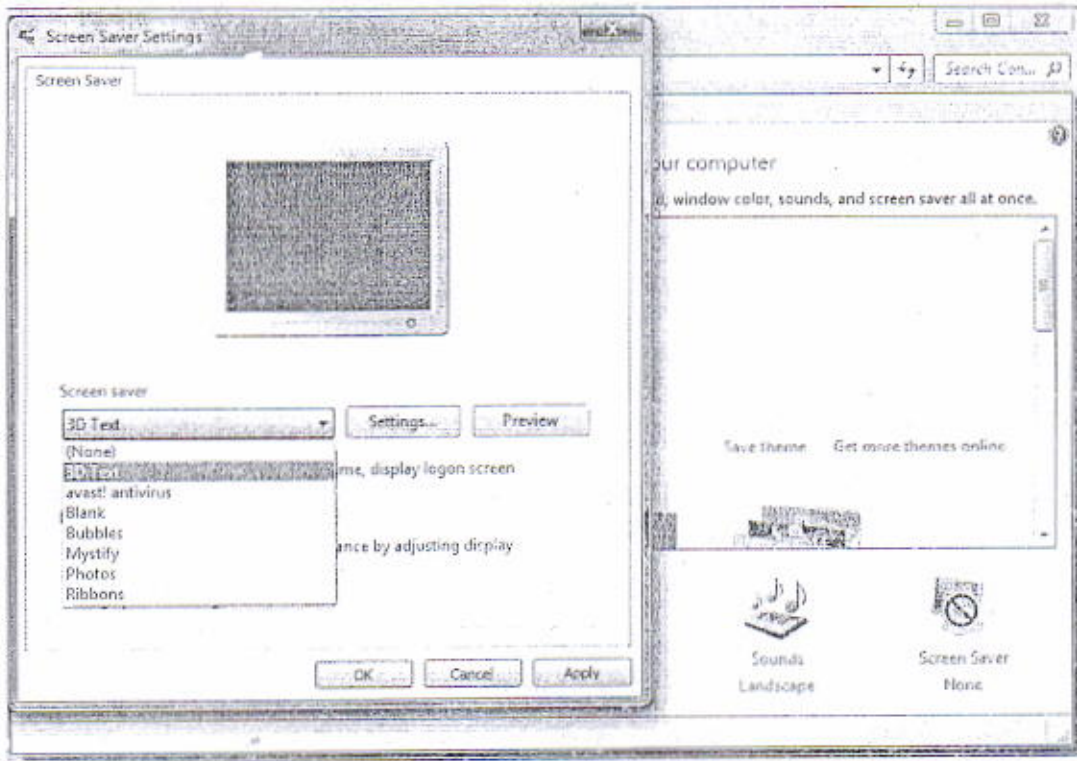 Screen Saver Settings
Search Con...
Screen Saver
our computer
, window color, sounds, and screen saver all at once.
Screen saver
3D Text
Settings...
Preview
(None)
3D Text
avast! antivirus
Blank
Bubbles
Mystify
Photos
Ribbons
me, display logon screen
ance by adjusting display
Save theme
Get more themes online
Sounds
Landscape
Screen Saver
None
OK
Cancel
Apply